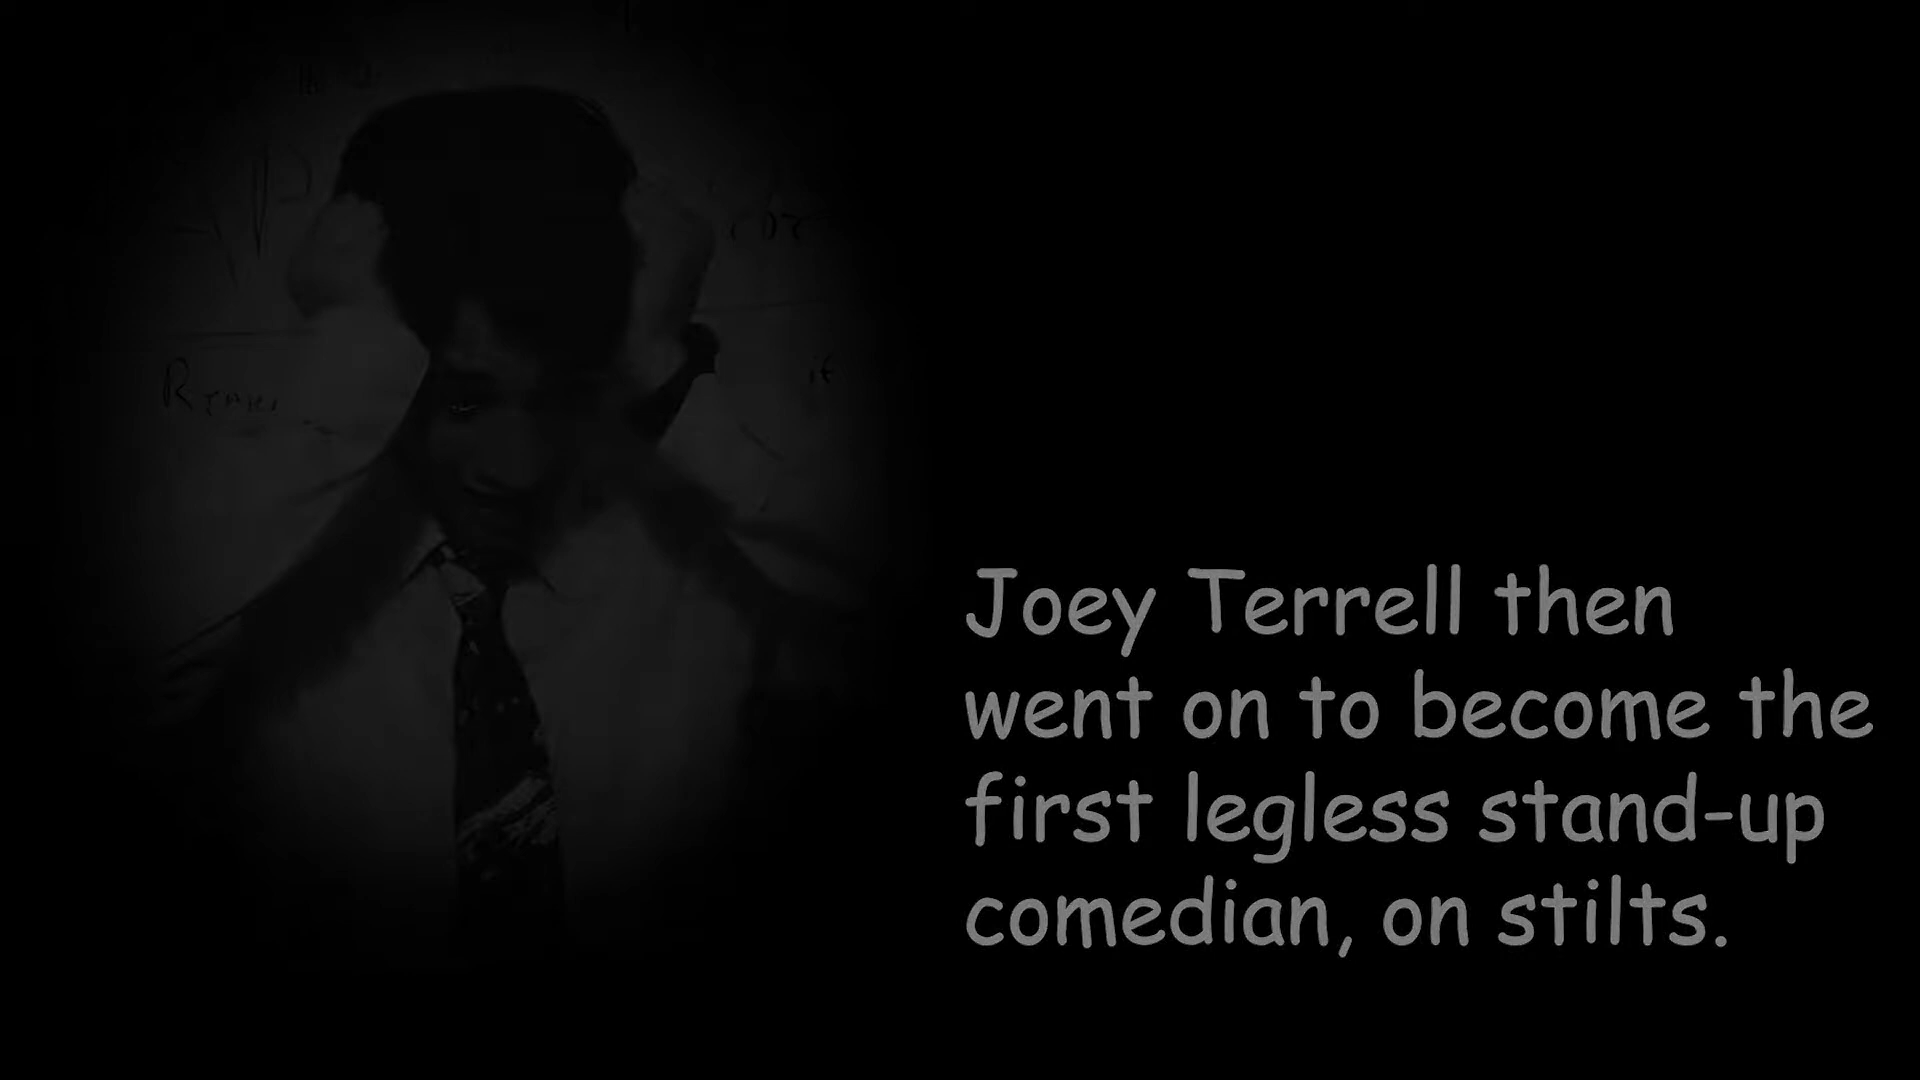 Joey Terrell then
went on to become the
first legless stand-up
comedian, on stilts.